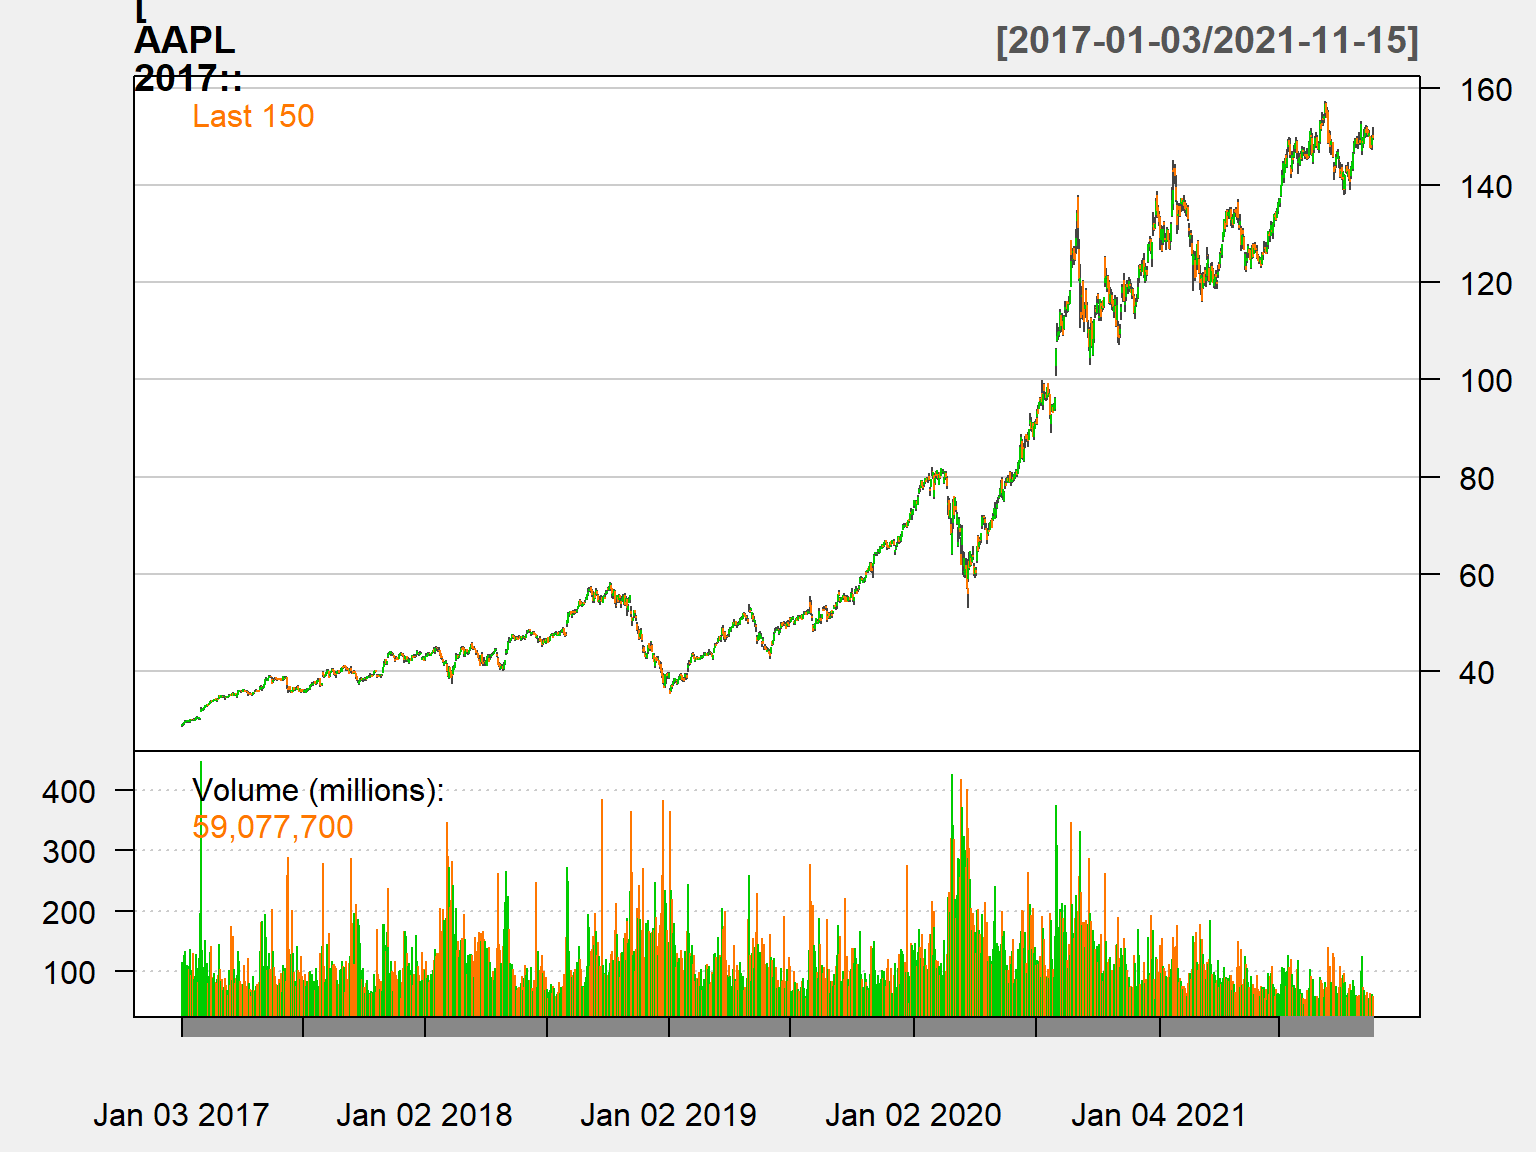 [
AAPL
2017::
[2017-01-03/2021-11-15]
Last 150
160
140
120
100
80
60
40
Volume (millions):
59,077,700
400
300
200
100
Jan 03 2017
Jan 02 2018
Jan 02 2019
Jan 02 2020
Jan 04 2021